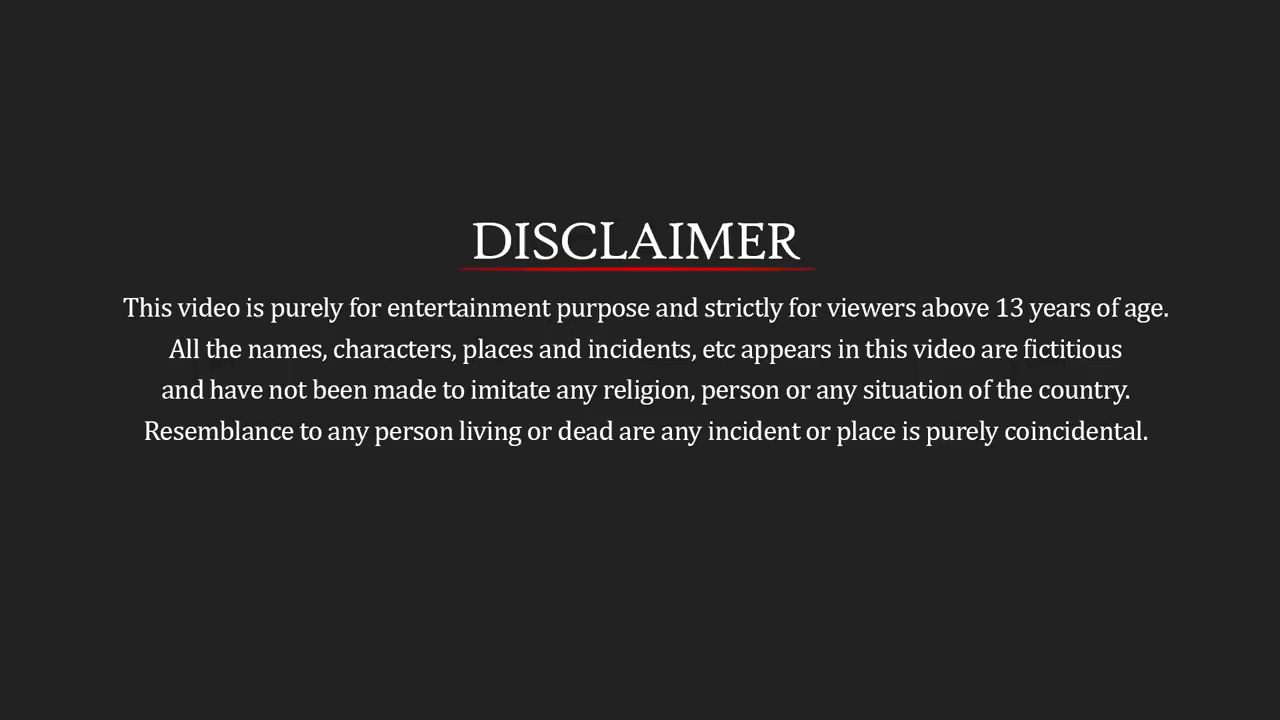 DISCLAIMER
This video is purely for entertainment purpose and strictly for viewers above 13 years of age.
All the names, characters, places and incidents, etc appears in this video are fictitious
and have not been made to imitate any religion, person or any situation of the country.
Resemblance to any person living or dead are any incident or place is purely coincidental.